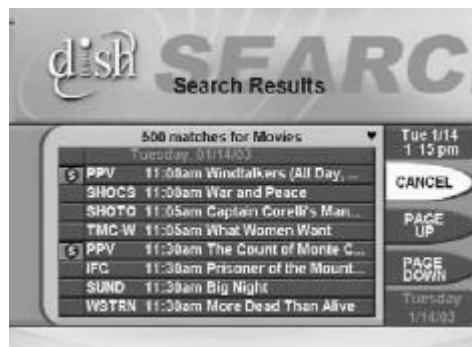 dish
SEARC
Search Results
500 matches for Movies
Tuesday, 01/14/03
$ PPV 11:00am Windtalkers (All Day, ...
SHOCS 11:00am War and Peace
SHOTO 11:05am Captain Corelli's Man...
TMC-W 11:05am What Women Want
$ PPV 11:30am The Count of Monte C...
IFC 11:30am Prisoner of the Mount...
SUND 11:30am Big Night
WSTRN 11:30am More Dead Than Alive
Tue 1/14
1:15pm
CANCEL
PAGE
UP
PAGE
DOWN
Tuesday
1/14/03